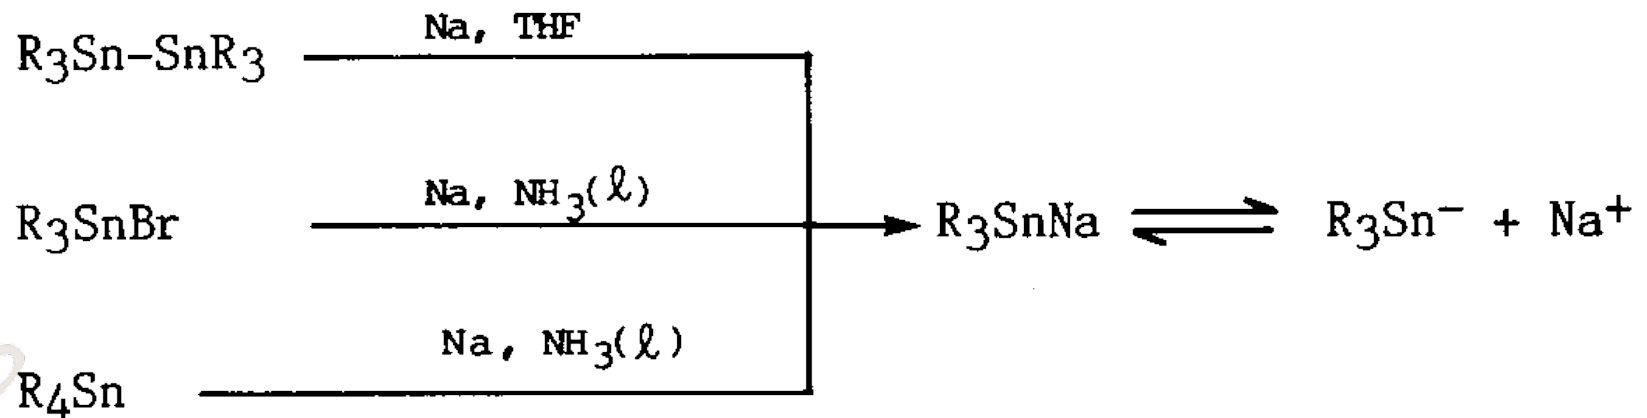 Na, THF
R₃Sn–SnR₃
Na, NH₃(ℓ)
R₃SnBr
R₃SnNa ⇌ R₃Sn⁻ + Na⁺
Na, NH₃(ℓ)
R₄Sn